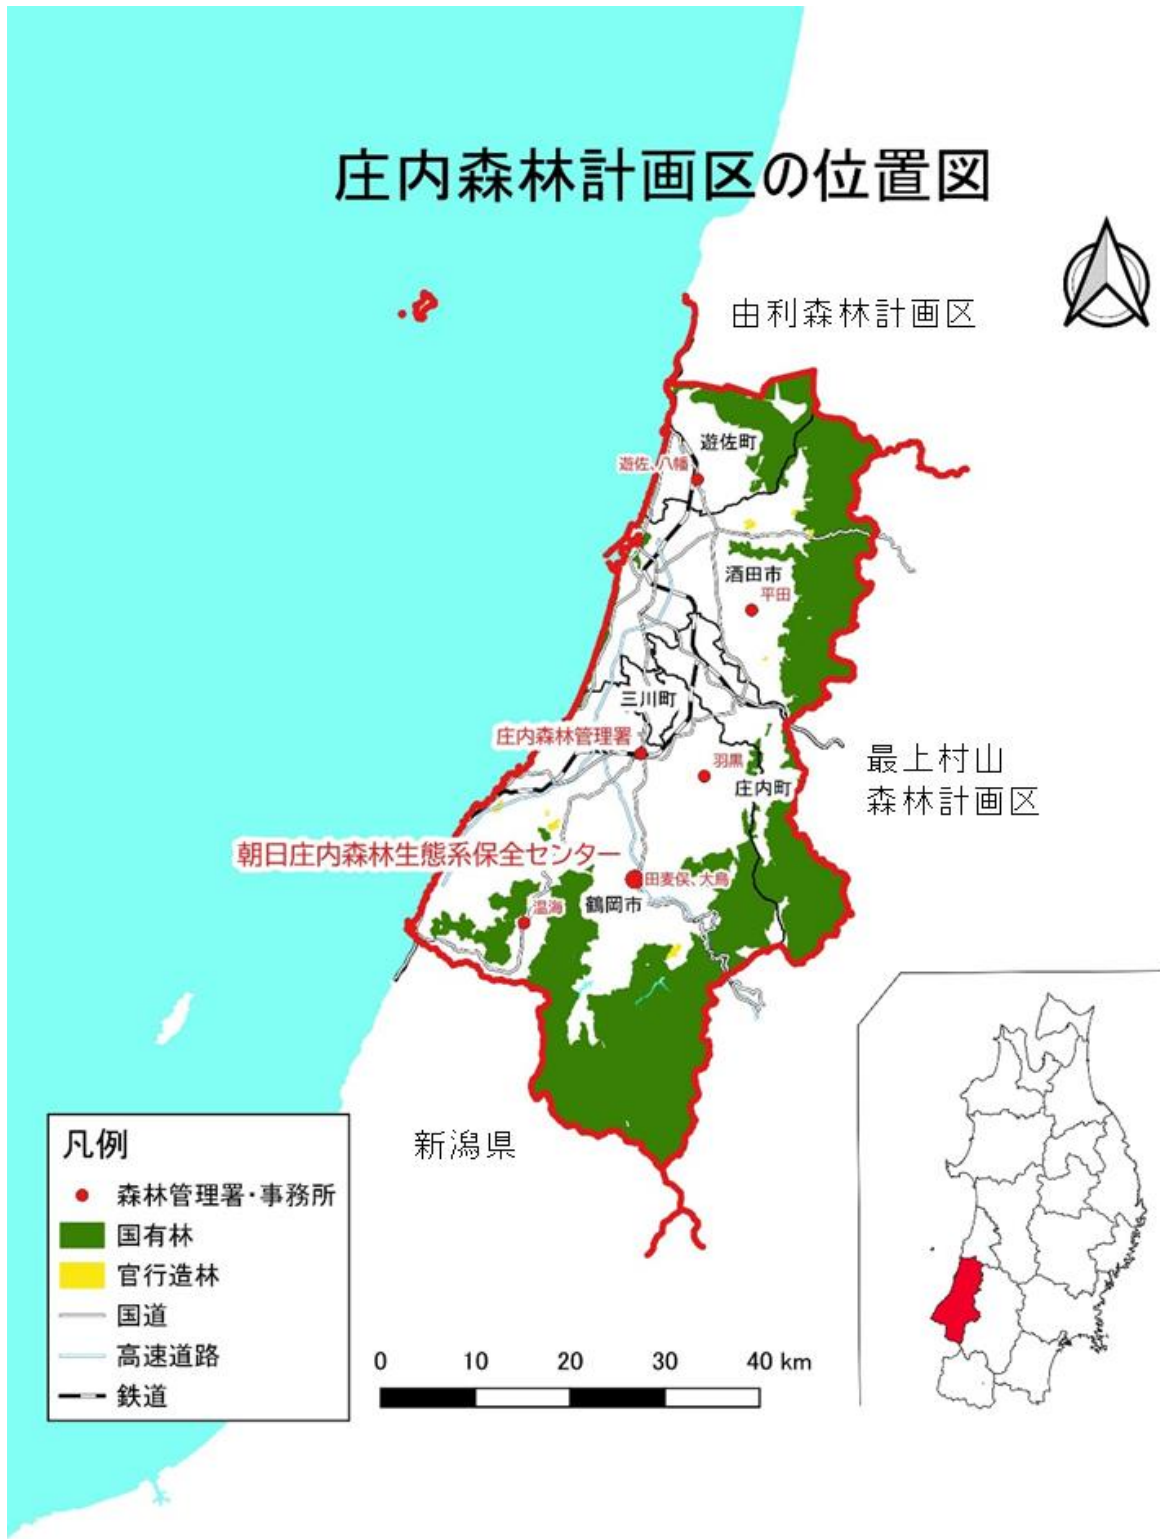 庄内森林計画区の位置図
由利森林計画区
遊佐町
遊佐、八幡
酒田市
平田
三川町
庄内森林管理署
羽黒
庄内町
最上村山
森林計画区
朝日庄内森林生態系保全センター
田麦俣、大鳥
鶴岡市
温海
新潟県
凡例
森林管理署・事務所
国有林
官行造林
国道
高速道路
鉄道
0 10 20 30 40 km